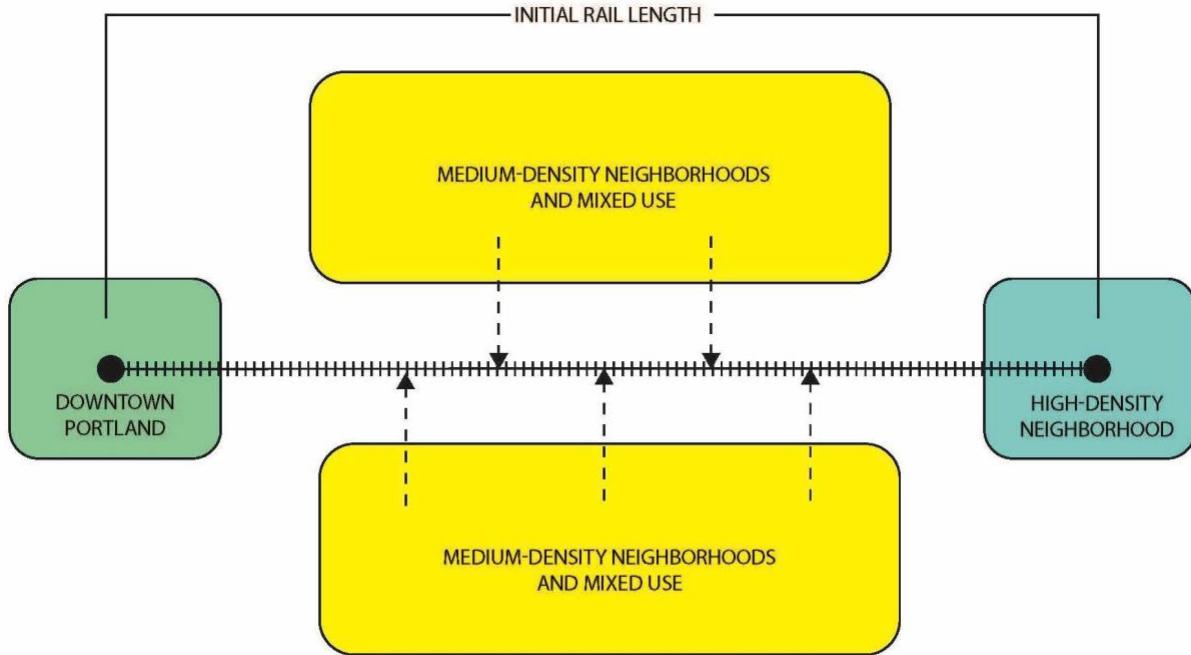 INITIAL RAIL LENGTH
MEDIUM-DENSITY NEIGHBORHOODS
AND MIXED USE
DOWNTOWN
PORTLAND
HIGH-DENSITY
NEIGHBORHOOD
MEDIUM-DENSITY NEIGHBORHOODS
AND MIXED USE